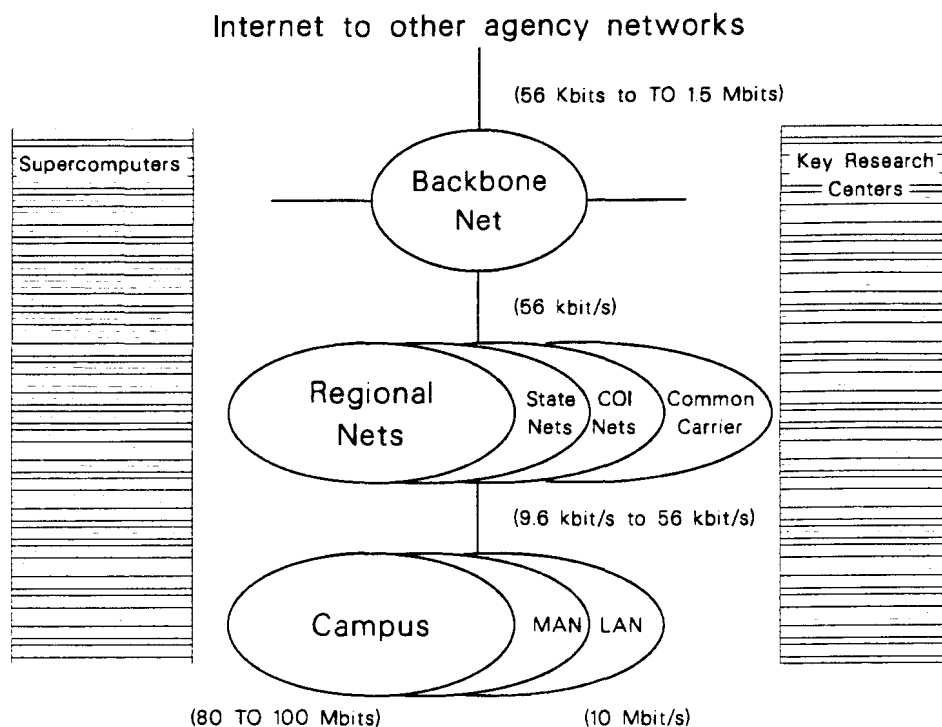 Internet to other agency networks
(56 Kbits to TO 1.5 Mbits)
Supercomputers
Key Research
Centers
Backbone
Net
(56 kbit/s)
Regional
Nets
State
Nets
COI
Nets
Common
Carrier
(9.6 kbit/s to 56 kbit/s)
Campus
MAN
LAN
(80 TO 100 Mbits)
(10 Mbit/s)